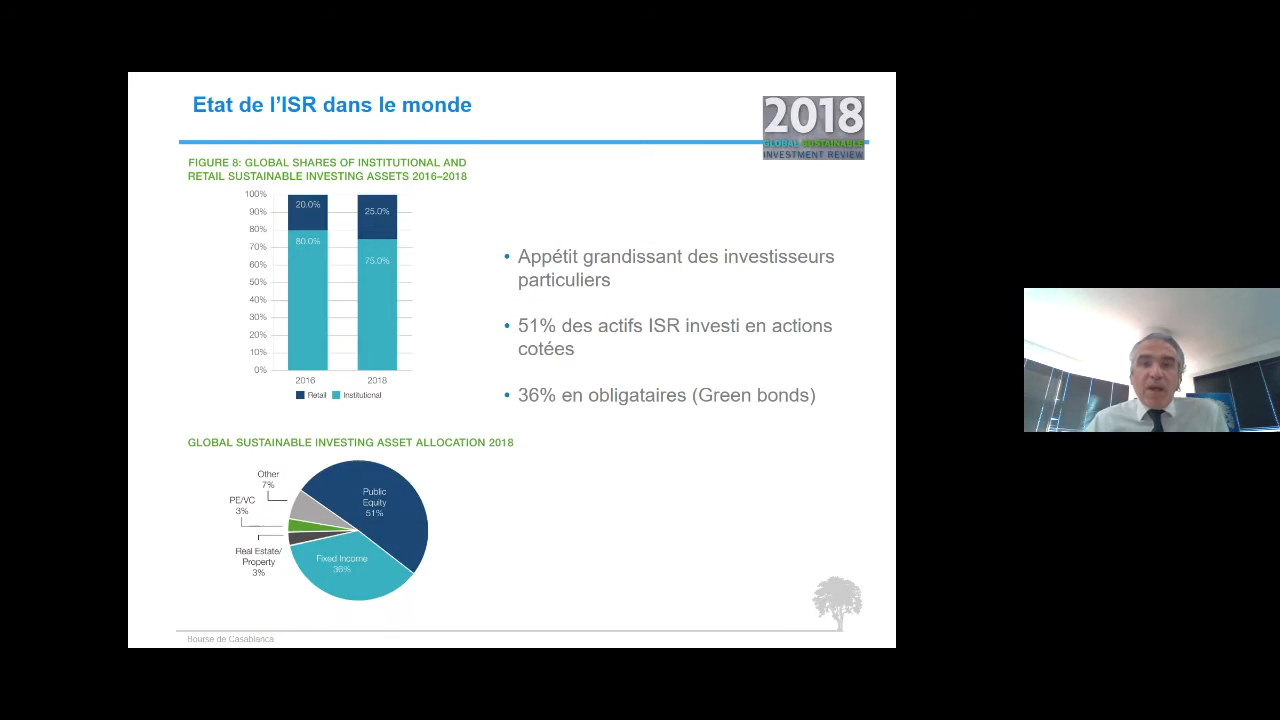 Etat de l’ISR dans le monde
2018
GLOBAL SUSTAINABLE
INVESTMENT REVIEW
FIGURE 8: GLOBAL SHARES OF INSTITUTIONAL AND
RETAIL SUSTAINABLE INVESTING ASSETS 2016–2018
100%
90%
80%
70%
60%
50%
40%
30%
20%
10%
0%
20.0%
80.0%
25.0%
75.0%
2016
2018
Retail
Institutional
• Appétit grandissant des investisseurs
particuliers
• 51% des actifs ISR investi en actions
cotées
• 36% en obligataires (Green bonds)
GLOBAL SUSTAINABLE INVESTING ASSET ALLOCATION 2018
Other
7%
PE/VC
3%
Real Estate/
Property
3%
Public
Equity
51%
Fixed Income
36%
Bourse de Casablanca